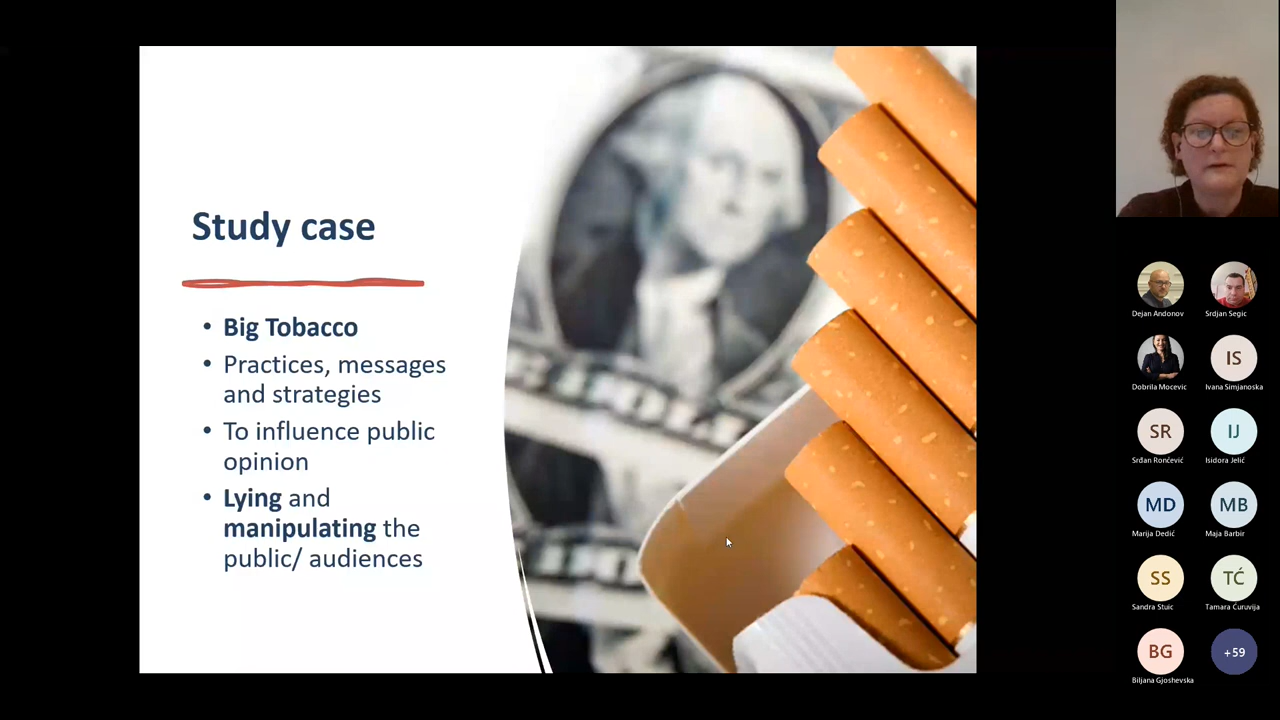 Study case
• Big Tobacco
• Practices, messages
and strategies
• To influence public
opinion
• Lying and
manipulating the
public/ audiences
Dejan Andonov
Srdjan Segic
Dobrila Mocevic
IS
Ivana Simjanoska
SR
Srđan Rončević
IJ
Isidora Jelić
MD
Marija Dedić
MB
Maja Barbir
SS
Sandra Stuic
TĆ
Tamara Ćuruvija
BG
Biljana Gjoshevska
+59